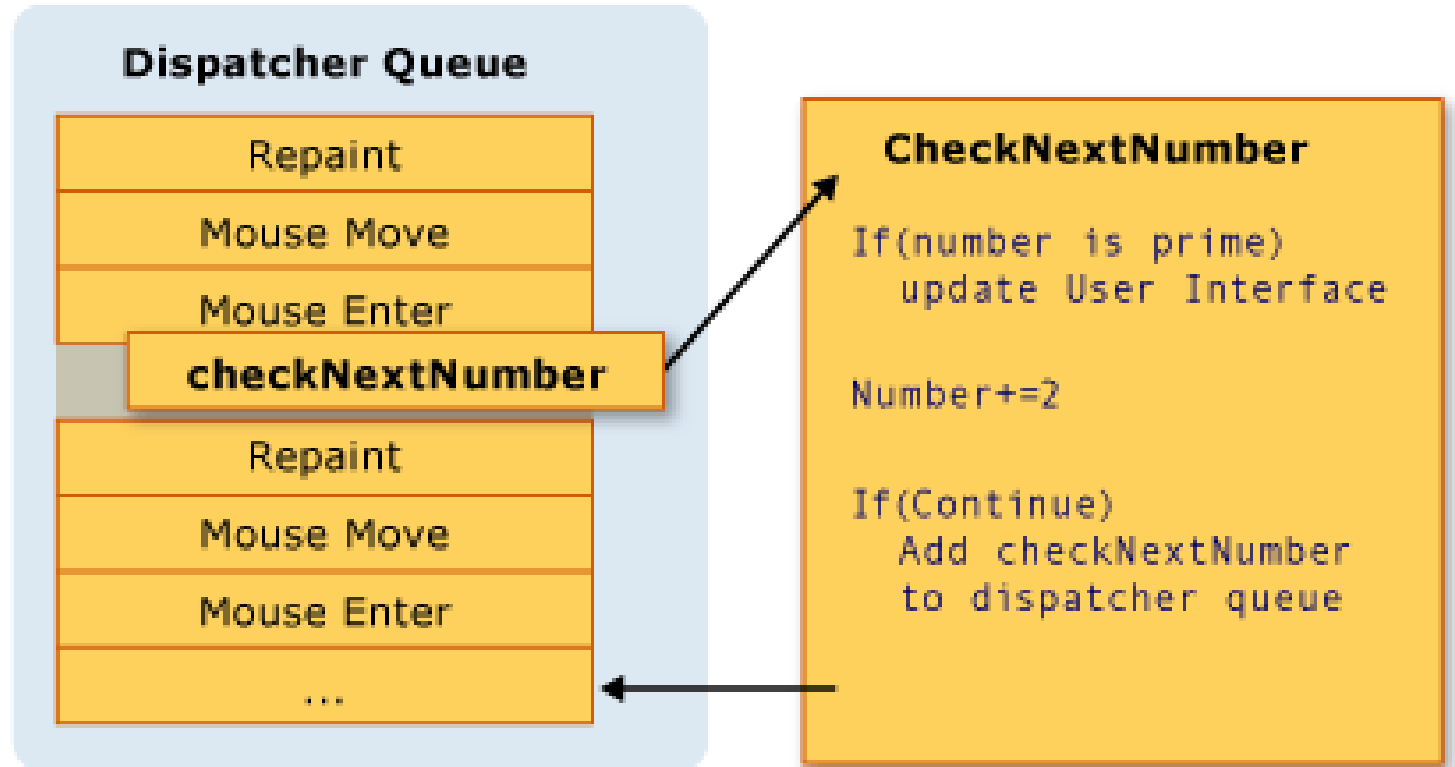 Dispatcher Queue
Repaint
Mouse Move
Mouse Enter
checkNextNumber
Repaint
Mouse Move
Mouse Enter
...
CheckNextNumber
If(number is prime)
update User Interface
Number+=2
If(Continue)
Add checkNextNumber
to dispatcher queue